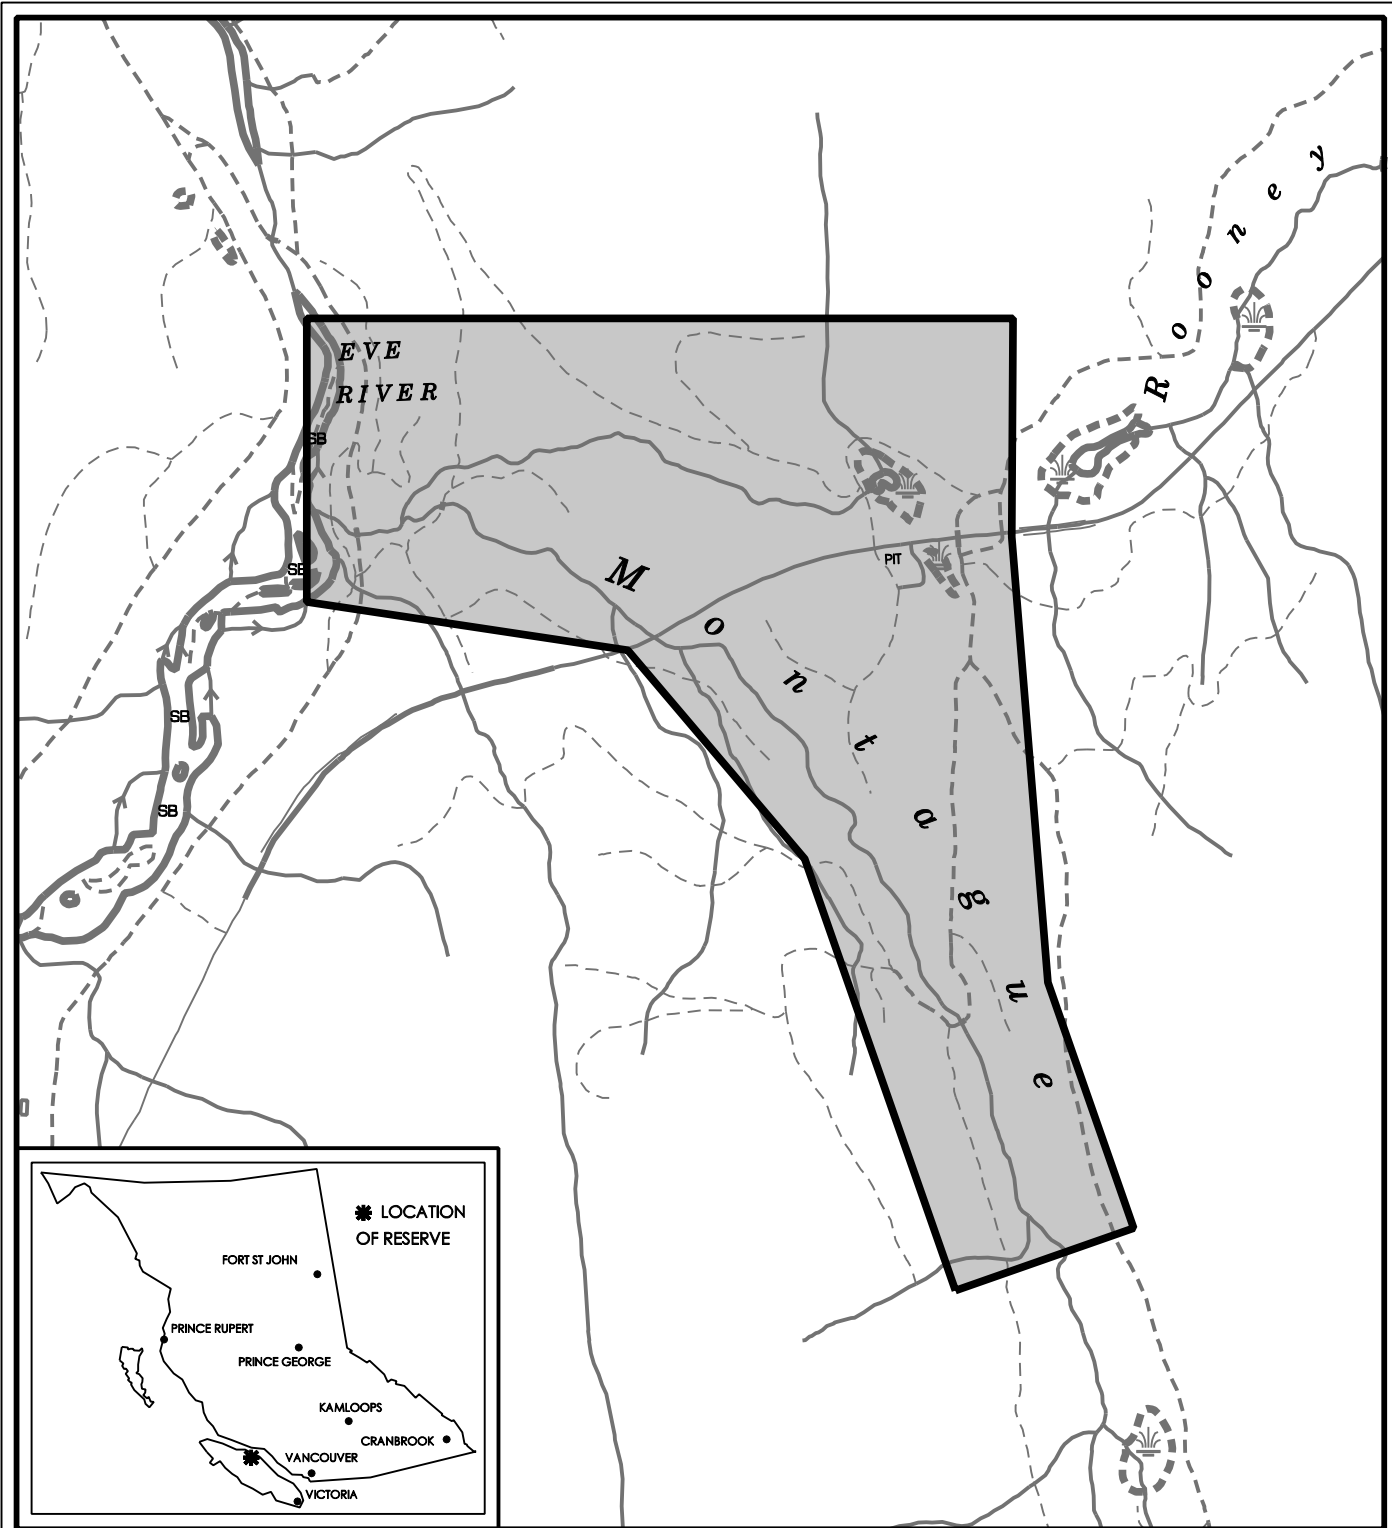 Rooney
EVE
RIVER
SB
SB
Montague
PIT
SB
SB
LOCATION
OF RESERVE
FORT ST JOHN
PRINCE RUPERT
PRINCE GEORGE
KAMLOOPS
CRANBROOK
VANCOUVER
VICTORIA